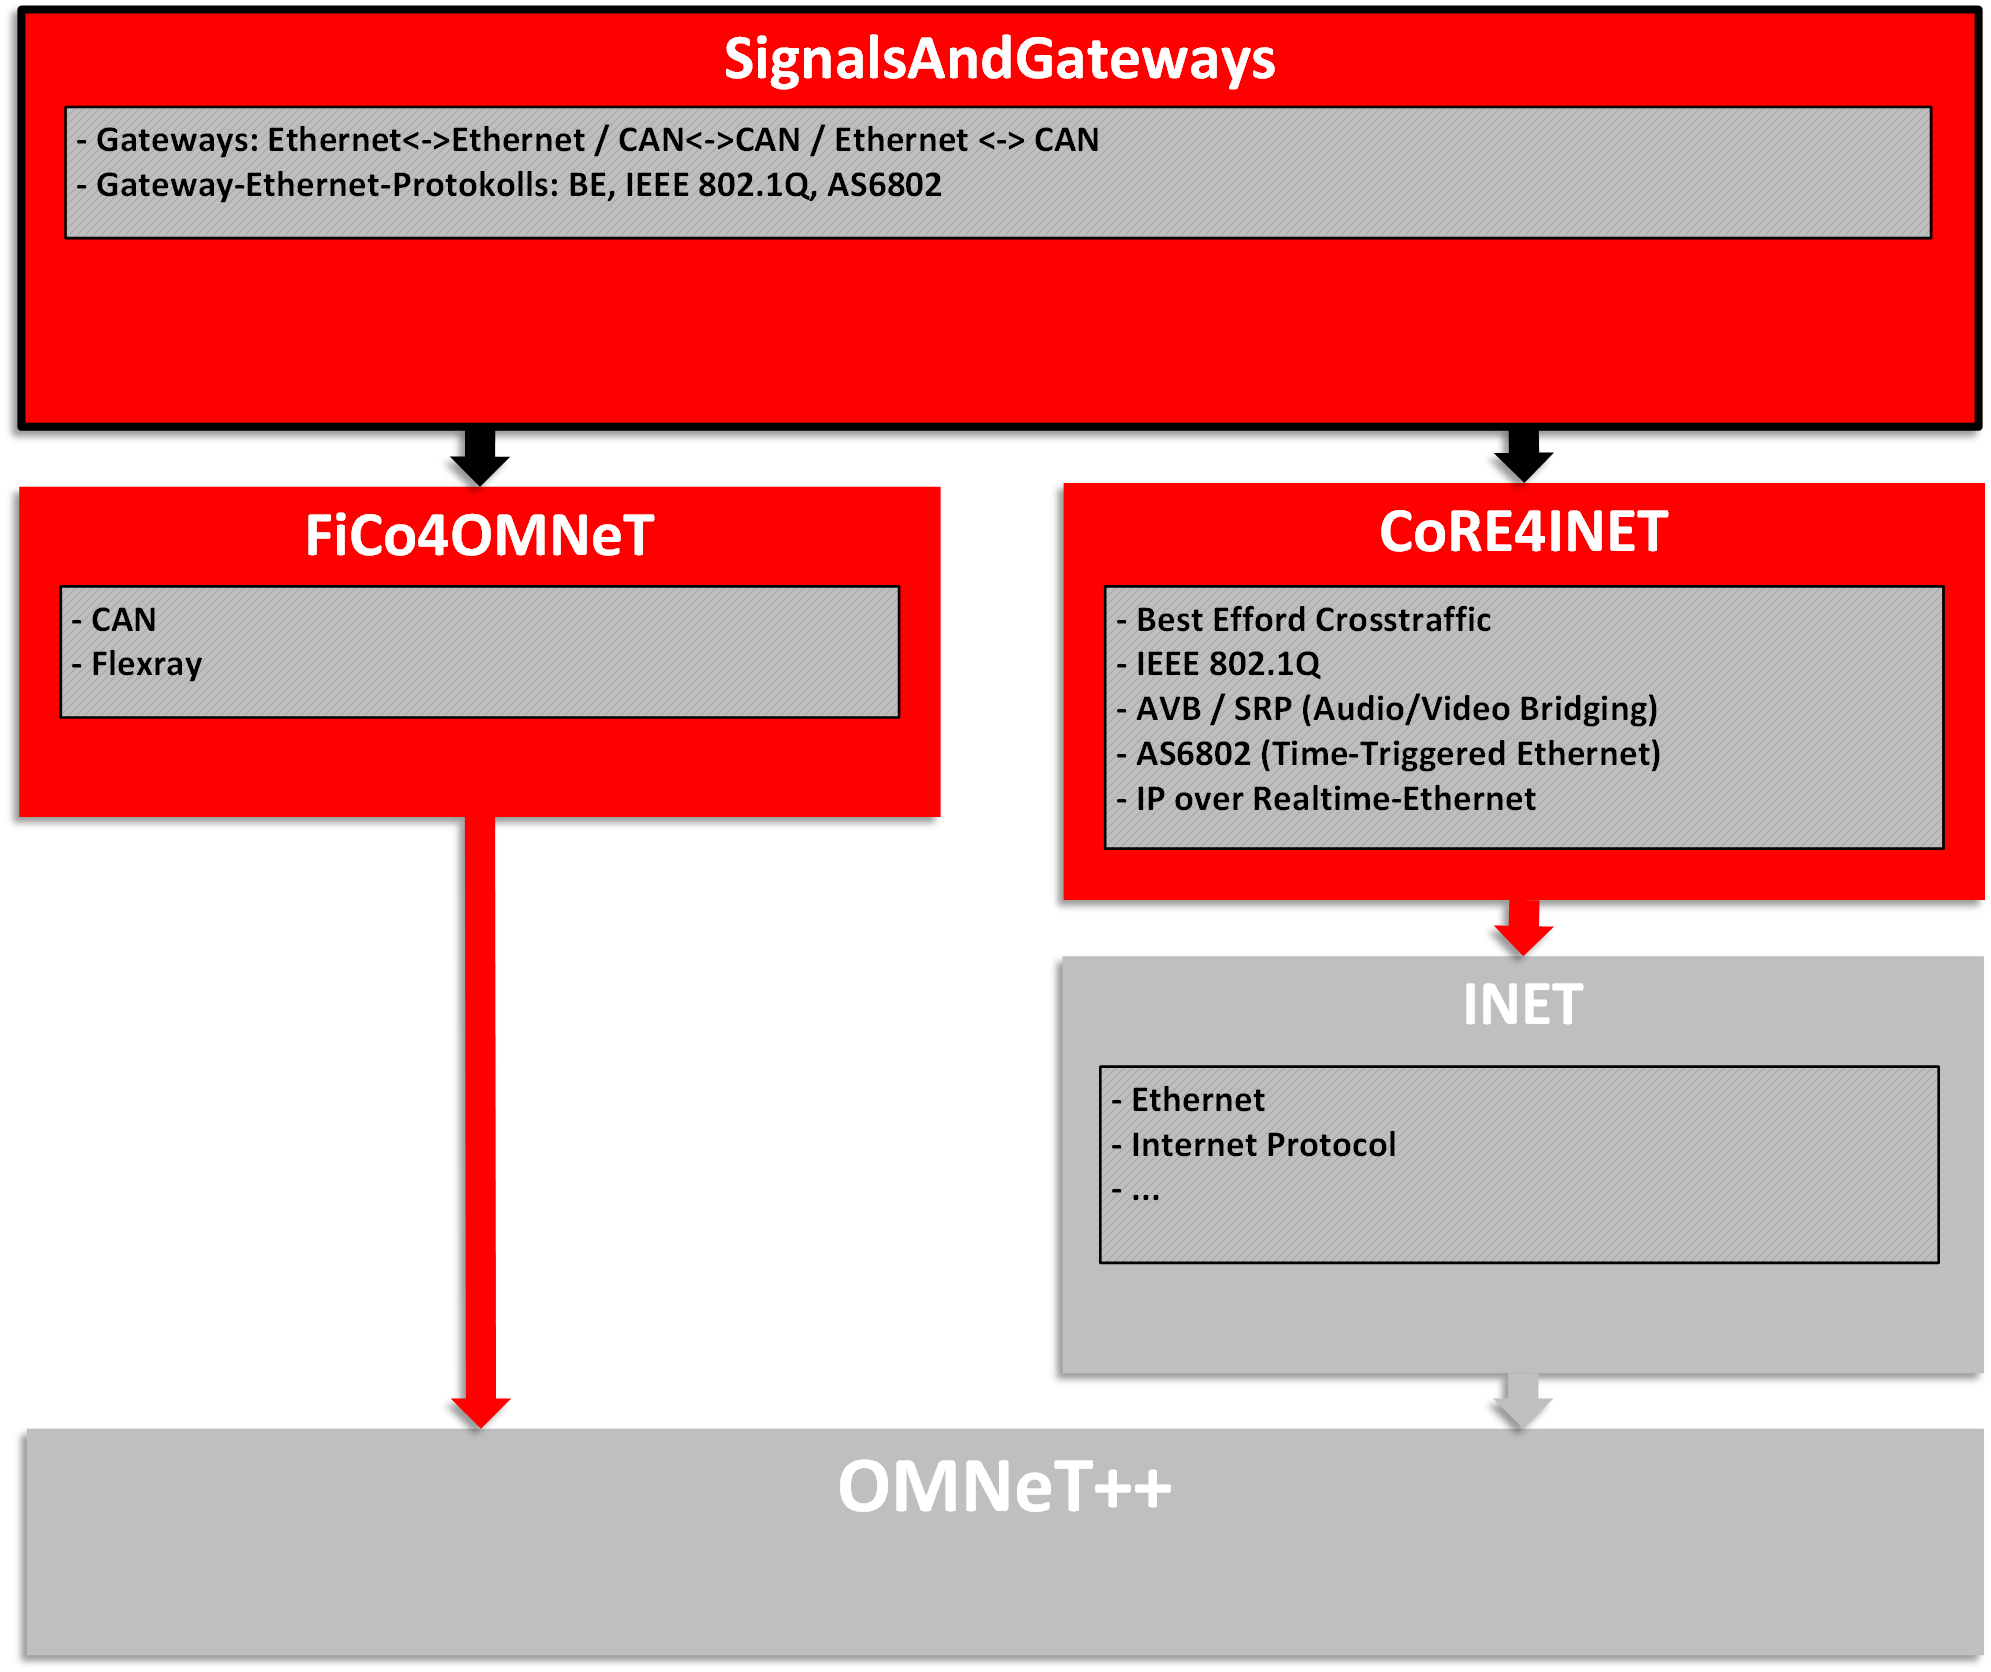 SignalsAndGateways
- Gateways: Ethernet<->Ethernet / CAN<->CAN / Ethernet <-> CAN
- Gateway-Ethernet-Protokolls: BE, IEEE 802.1Q, AS6802
FiCo4OMNeT
- CAN
- Flexray
CoRE4INET
- Best Efford Crosstraffic
- IEEE 802.1Q
- AVB / SRP (Audio/Video Bridging)
- AS6802 (Time-Triggered Ethernet)
- IP over Realtime-Ethernet
INET
- Ethernet
- Internet Protocol
- ...
OMNeT++